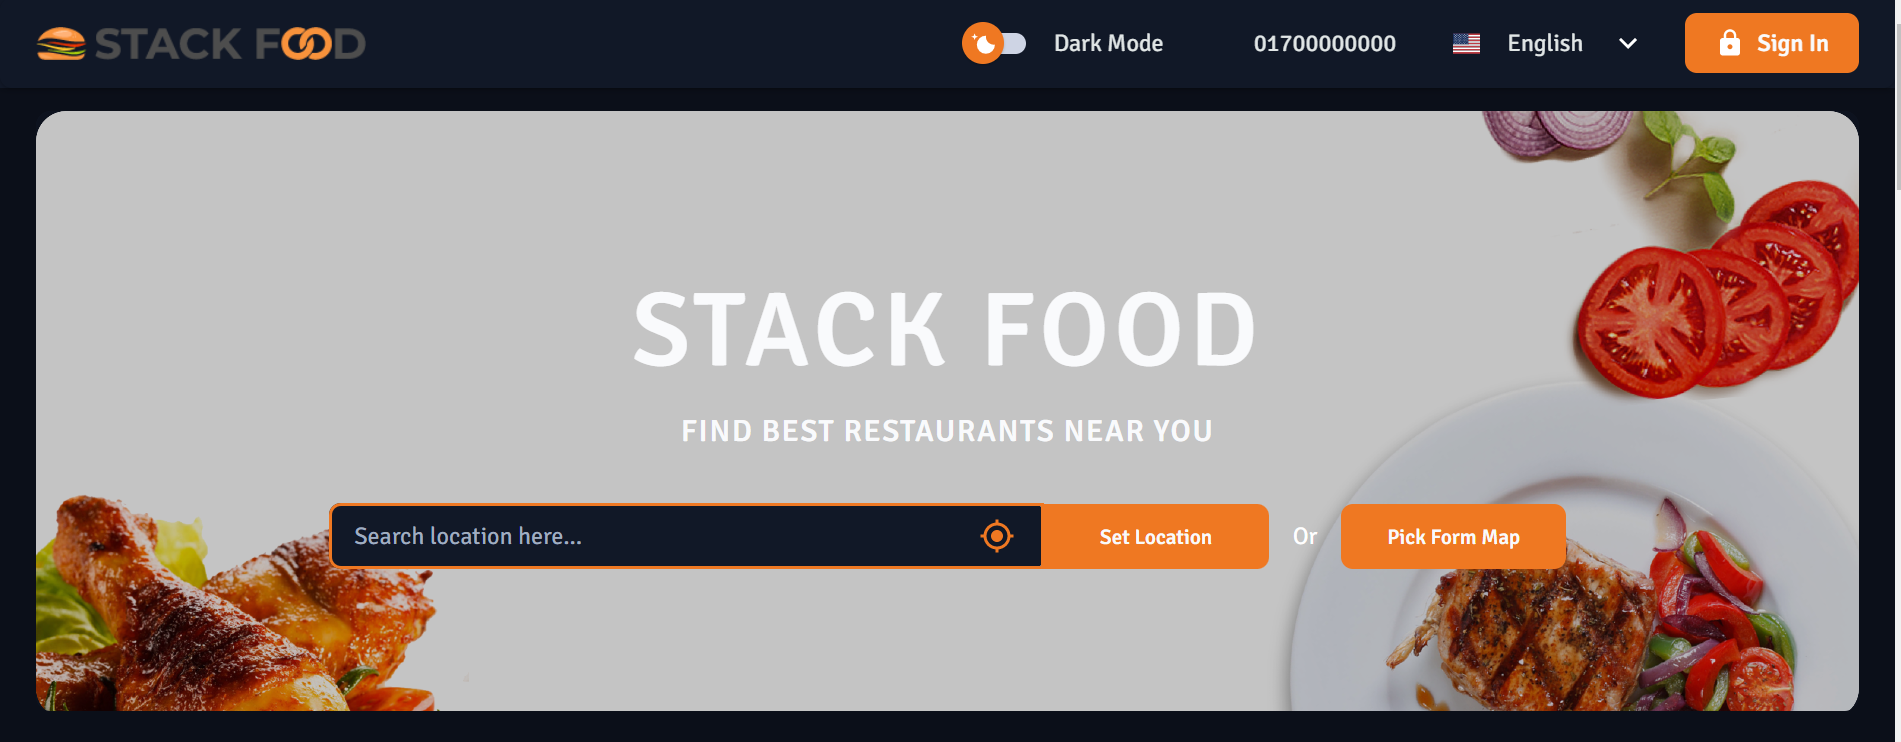 STACK FOOD
Dark Mode
01700000000
English
Sign In
STACK FOOD
FIND BEST RESTAURANTS NEAR YOU
Search location here...
Set Location
Or
Pick Form Map